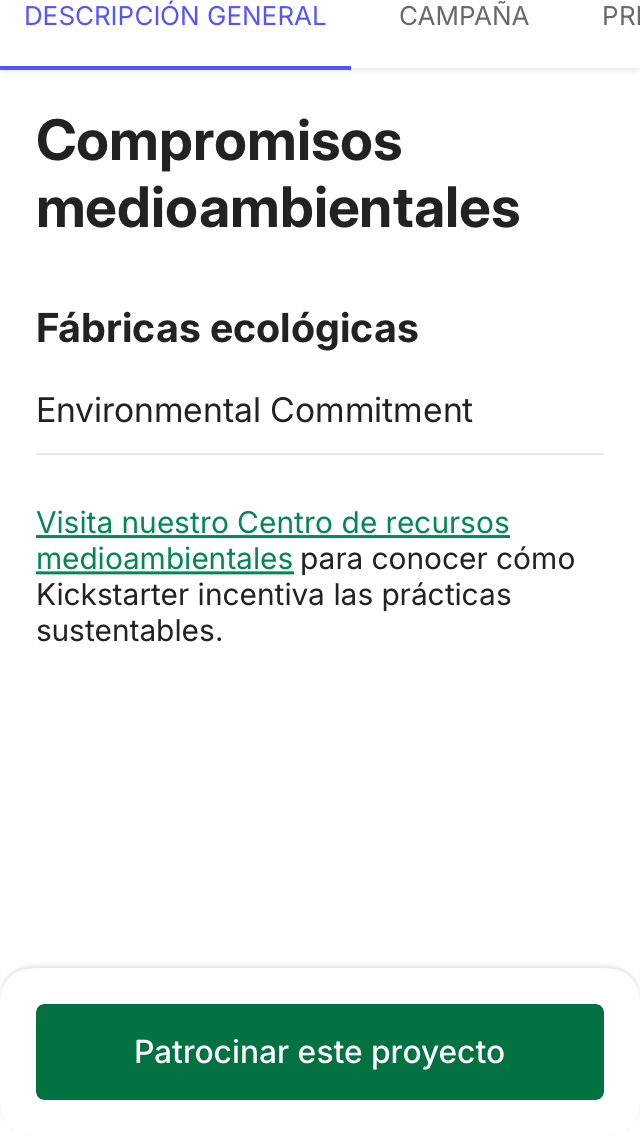 DESCRIPCIÓN GENERAL CAMPAÑA
Compromisos
medioambientales
Fábricas ecológicas
Environmental Commitment
Visita nuestro Centro de recursos
medioambientales para conocer cómo
Kickstarter incentiva las prácticas
sustentables.
Patrocinar este proyecto